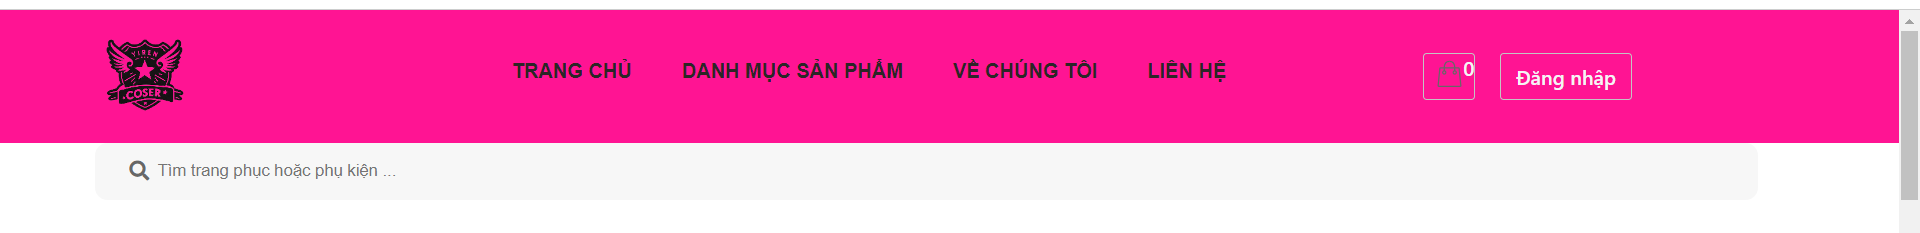 YIREN
COSER
TRANG CHỦ
DANH MỤC SẢN PHẨM
VỀ CHÚNG TÔI
LIÊN HỆ
0
Đăng nhập
Tìm trang phục hoặc phụ kiện ...